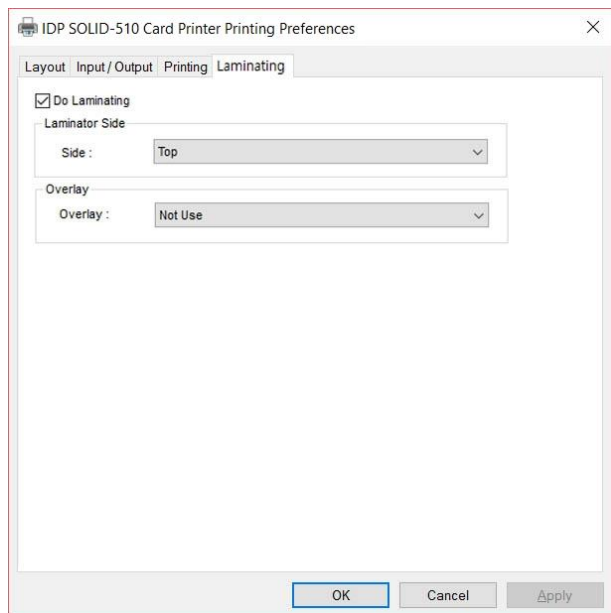 IDP SOLID-510 Card Printer Printing Preferences
Layout Input / Output Printing Laminating
Do Laminating
Laminator Side
Side : Top
Overlay
Overlay : Not Use
OK Cancel Apply